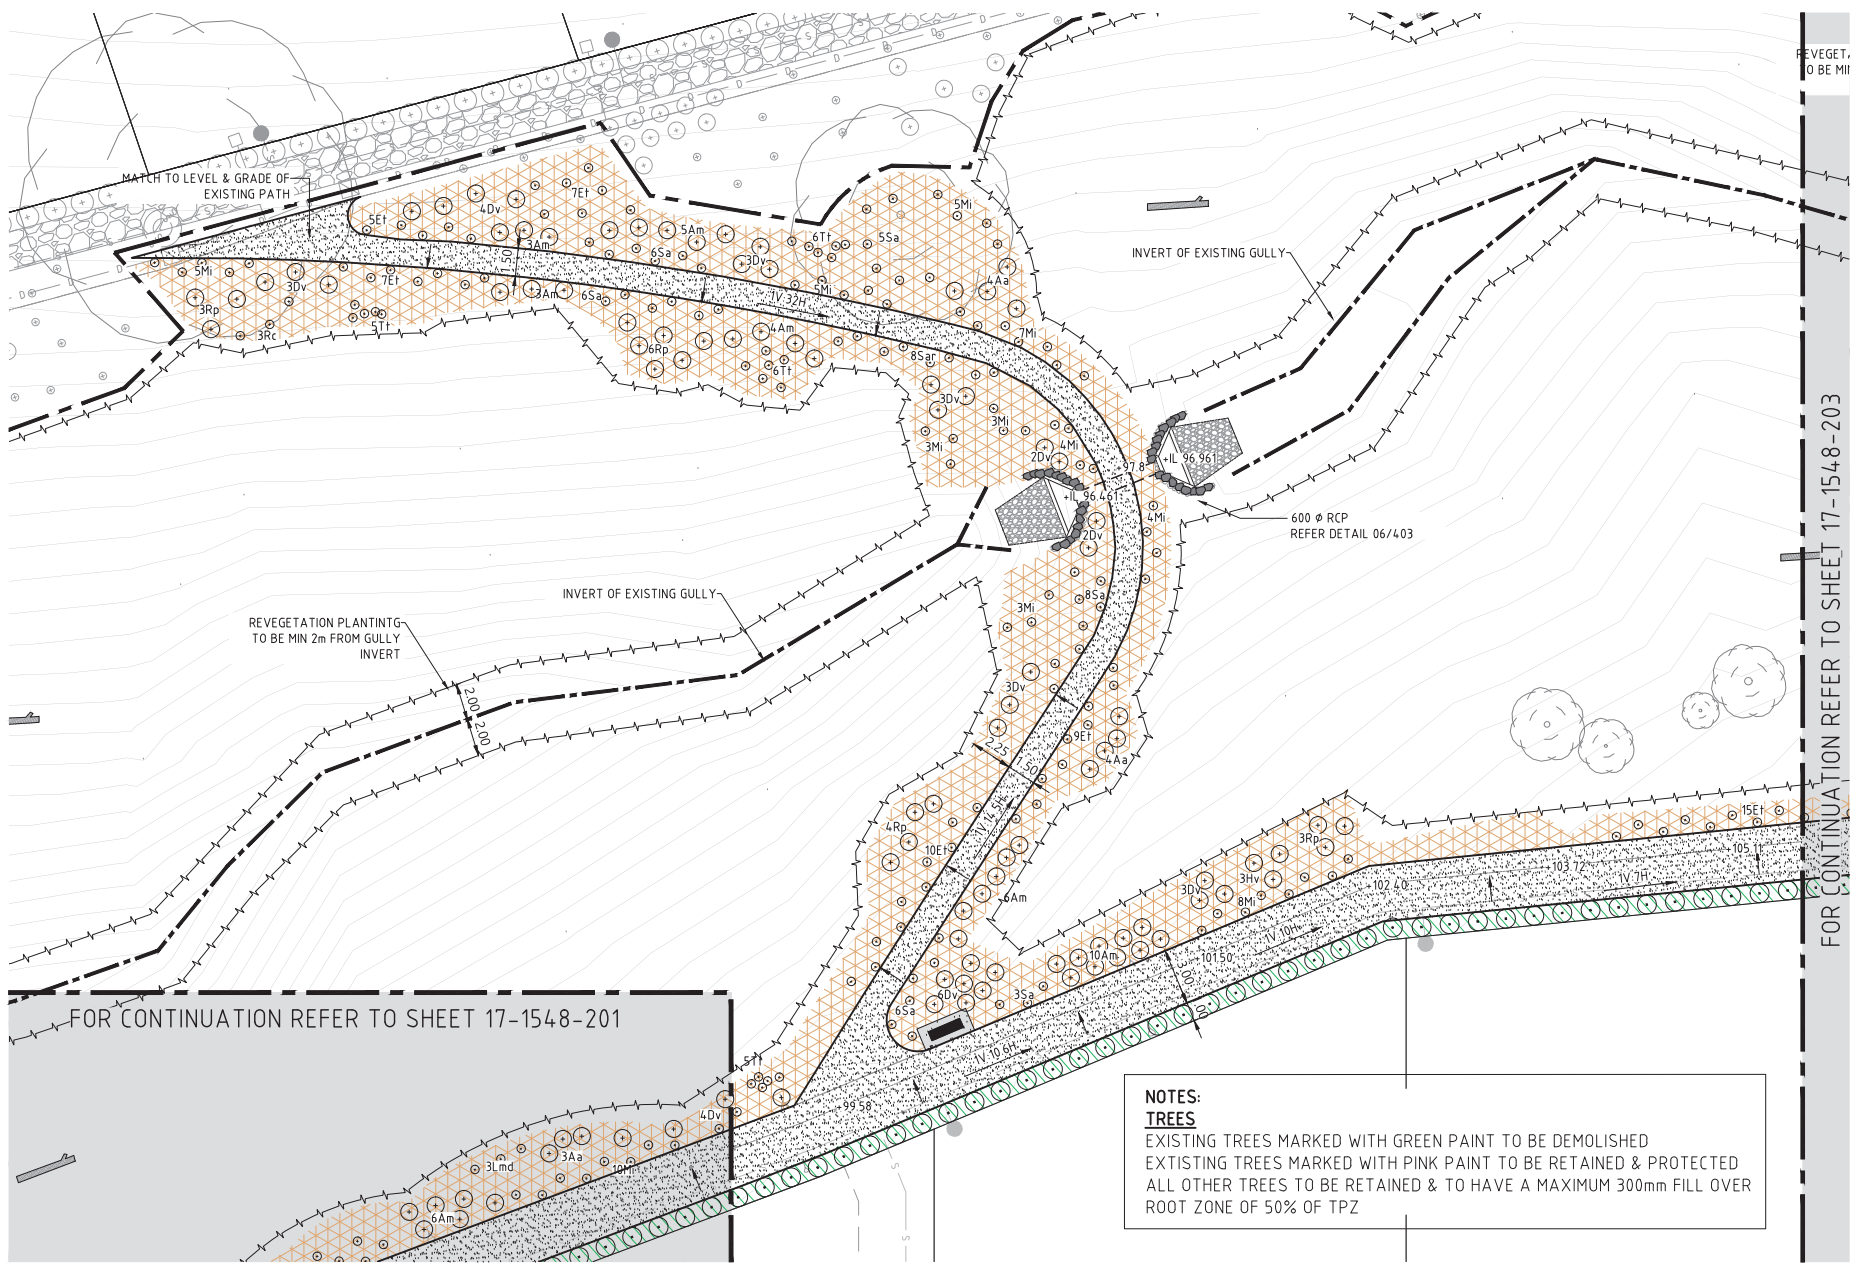 REVEGET
TO BE MIN
MATCH TO LEVEL & GRADE OF
EXISTING PATH
7Et
4Dv
5Et
3Am
5Am
6Sa
3Dv
6Tt
5Sa
5Mi
5Mi
4Aa
7Mi
INVERT OF EXISTING GULLY
5Mi
3Dv
7Et
3Rp
3Rc
5Tt
3Am
6Sa
.50
1V:32H
4Am
6Rp
6Tt
8Sar
3Dv
3Mi
3Mi
4Mi
2Dv
97.8
+IL 96.961
+IL 96.461
4Mi
2Dv
600 Ø RCP
REFER DETAIL 06/403
8Sa
3Mi
INVERT OF EXISTING GULLY
REVEGETATION PLANTINTG
TO BE MIN 2m FROM GULLY
INVERT
2.00
2.00
3Dv
9Et
4Aa
2.25
.50
1V:14.5H
4Rp
10Et
6Am
3Rp
3Hv
3Dv
8Mi
15Et
105.11
103.72
1V:7H
+102.40
1V:10H
+101.50
10Am
3.00
.00
6Dv
3Sa
6Sa
1V:10.6H
+99.58
5Tt
4Dv
3Aa
3Lmd
10Mi
6Am
FOR CONTINUATION REFER TO SHEET 17-1548-201
FOR CONTINUATION REFER TO SHEET 17-1548-203
NOTES:
TREES
EXISTING TREES MARKED WITH GREEN PAINT TO BE DEMOLISHED
EXTISTING TREES MARKED WITH PINK PAINT TO BE RETAINED & PROTECTED
ALL OTHER TREES TO BE RETAINED & TO HAVE A MAXIMUM 300mm FILL OVER
ROOT ZONE OF 50% OF TPZ